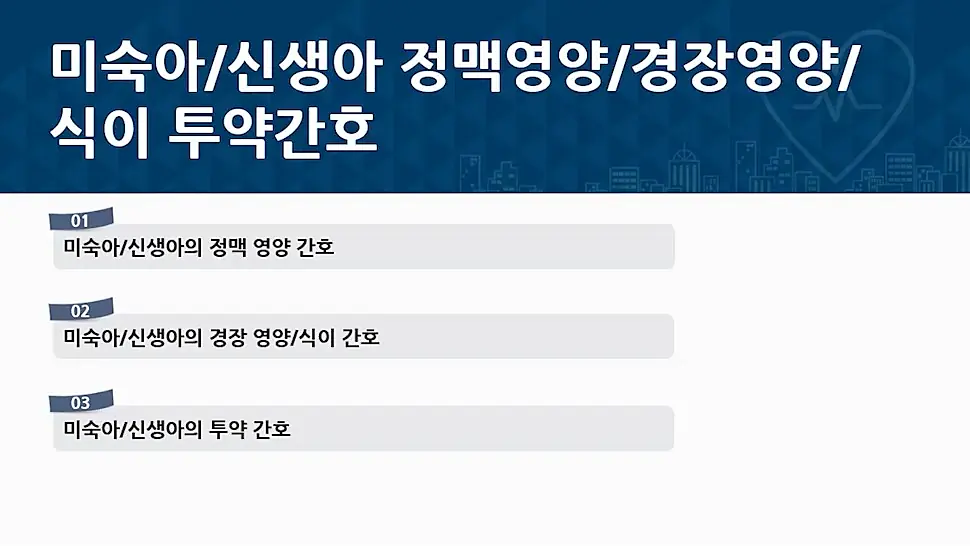 미숙아/신생아 정맥영양/경장영양/
식이 투약간호
01
미숙아/신생아의 정맥 영양 간호
02
미숙아/신생아의 경장 영양/식이 간호
03
미숙아/신생아의 투약 간호